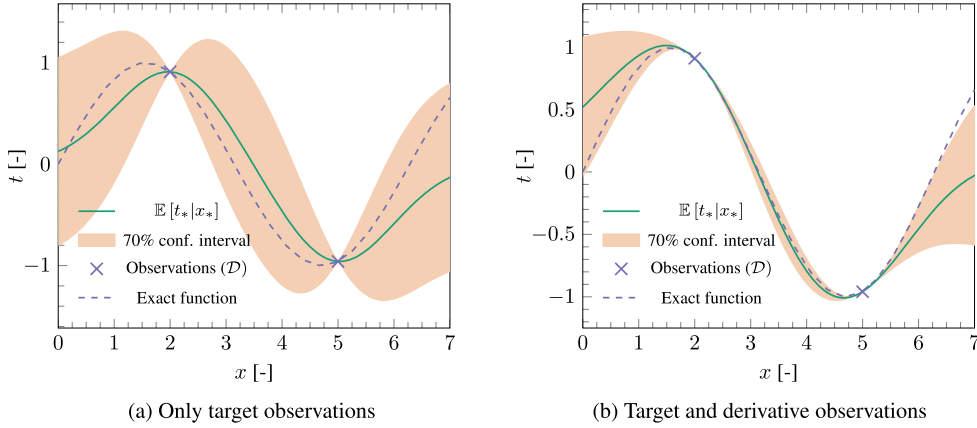 1
0
−1
t [-]
𝔼 [t∗|x∗]
70% conf. interval
Observations (𝒟)
Exact function
0 1 2 3 4 5 6 7
x [-]
(a) Only target observations
1
0.5
0
−0.5
−1
t [-]
𝔼 [t∗|x∗]
70% conf. interval
Observations (𝒟)
Exact function
0 1 2 3 4 5 6 7
x [-]
(b) Target and derivative observations